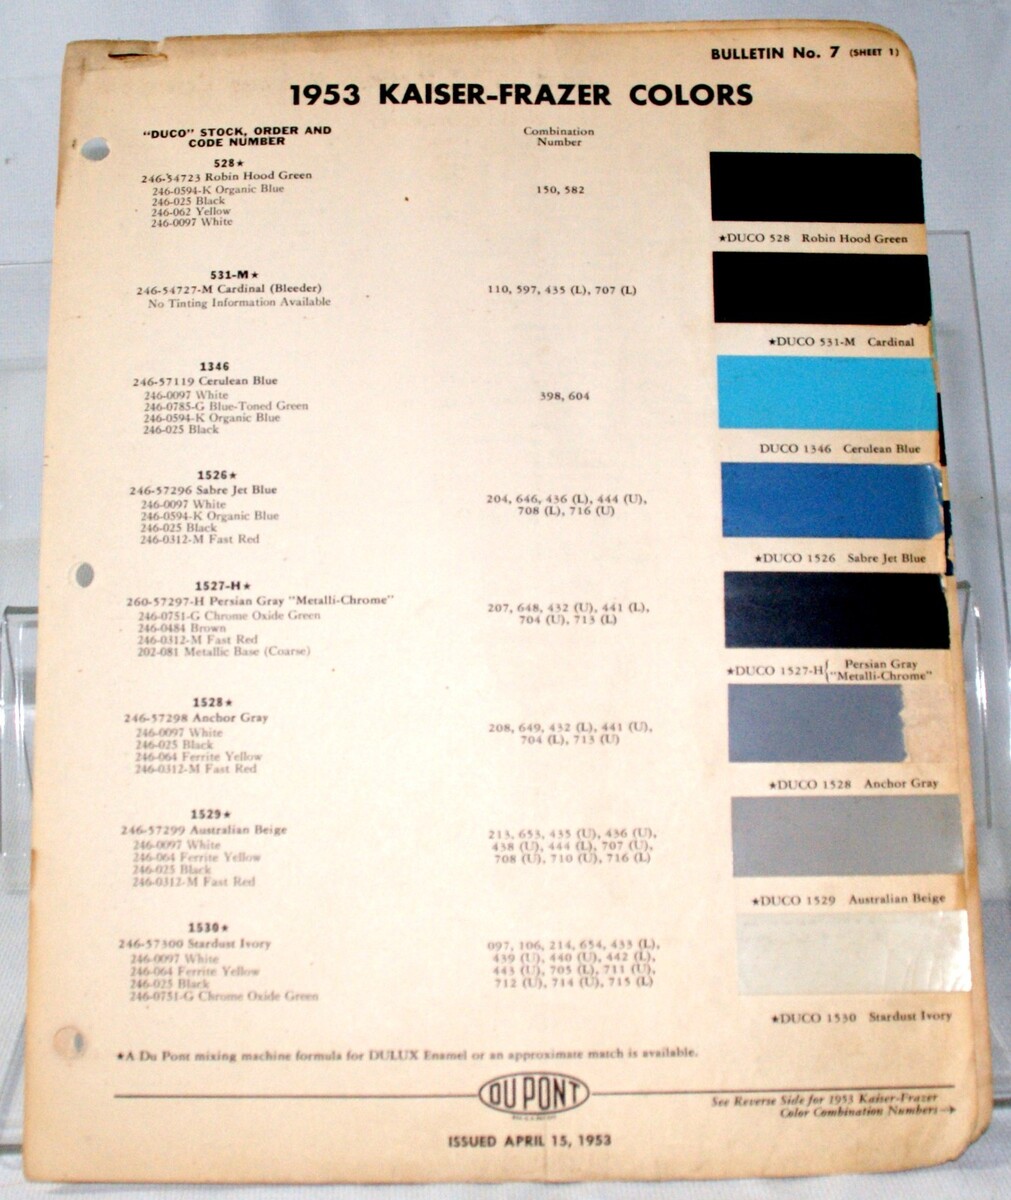 BULLETIN No. 7 (SHEET 1)
1953 KAISER-FRAZER COLORS
"DUCO" STOCK, ORDER AND
CODE NUMBER
Combination
Number
528★
246-54723 Robin Hood Green
246-0594-K Organic Blue
246-025 Black
246-062 Yellow
246-0097 White
150, 582
★DUCO 528 Robin Hood Green
531-M★
246-54727-M Cardinal (Bleeder)
No Tinting Information Available
110, 597, 435 (L), 707 (L)
★DUCO 531-M Cardinal
1346
246-57119 Cerulean Blue
246-0097 White
246-0785-G Blue-Toned Green
246-0594-K Organic Blue
246-025 Black
398, 604
DUCO 1346 Cerulean Blue
1526★
246-57296 Sabre Jet Blue
246-0097 White
246-0594-K Organic Blue
246-025 Black
246-0312-M Fast Red
204, 646, 436 (L), 444 (U),
708 (L), 716 (U)
★DUCO 1526 Sabre Jet Blue
1527-H★
260-57297-H Persian Gray "Metalli-Chrome"
246-0751-G Chrome Oxide Green
246-0484 Brown
246-0312-M Fast Red
202-081 Metallic Base (Coarse)
207, 648, 432 (U), 441 (L),
704 (U), 713 (L)
★DUCO 1527-H{ Persian Gray
"Metalli-Chrome"
1528★
246-57298 Anchor Gray
246-0097 White
246-025 Black
246-064 Ferrite Yellow
246-0312-M Fast Red
208, 649, 432 (L), 441 (U),
704 (L), 713 (U)
★DUCO 1528 Anchor Gray
1529★
246-57299 Australian Beige
246-0097 White
246-064 Ferrite Yellow
246-025 Black
246-0312-M Fast Red
213, 653, 435 (U), 436 (U),
438 (U), 444 (L), 707 (U),
708 (U), 710 (U), 716 (L)
★DUCO 1529 Australian Beige
1530★
246-57300 Stardust Ivory
246-0097 White
246-064 Ferrite Yellow
246-025 Black
246-0751-G Chrome Oxide Green
097, 106, 214, 654, 433 (L),
439 (U), 440 (U), 442 (L),
443 (U), 705 (L), 711 (U),
712 (U), 714 (U), 715 (L)
★DUCO 1530 Stardust Ivory
★A Du Pont mixing machine formula for DULUX Enamel or an approximate match is available.
DU PONT
See Reverse Side for 1953 Kaiser-Frazer
Color Combination Numbers→
ISSUED APRIL 15, 1953